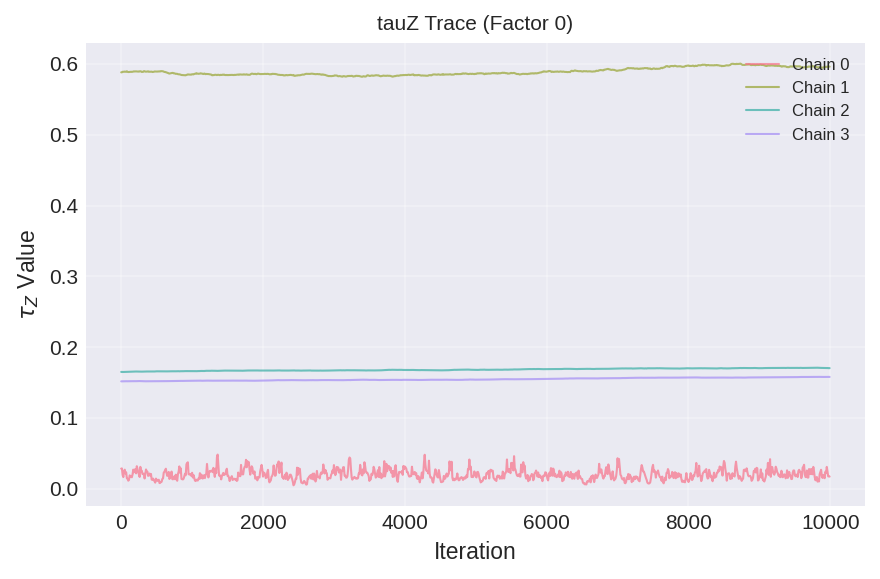 tauZ Trace (Factor 0)
0.6
0.5
0.4
0.3
0.2
0.1
0.0
τZ Value
Chain 0
Chain 1
Chain 2
Chain 3
0 2000 4000 6000 8000 10000
Iteration